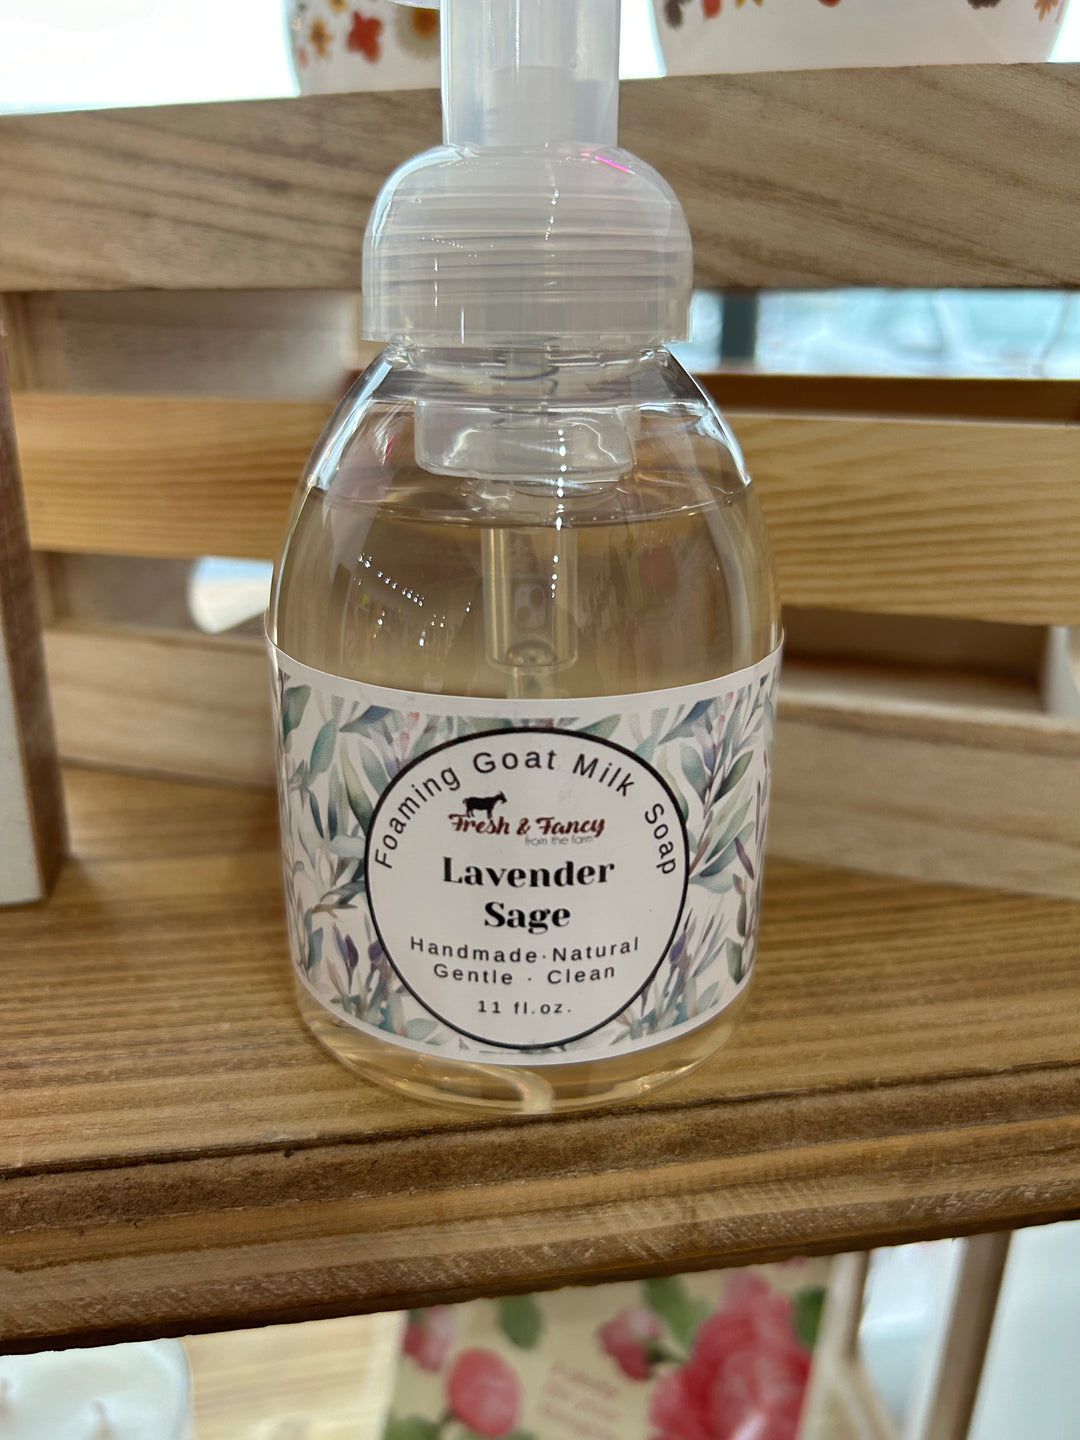 Foaming Goat Milk Soap
Fresh & Fancy
from the farm
Lavender
Sage
Handmade·Natural
Gentle · Clean
11 fl.oz.